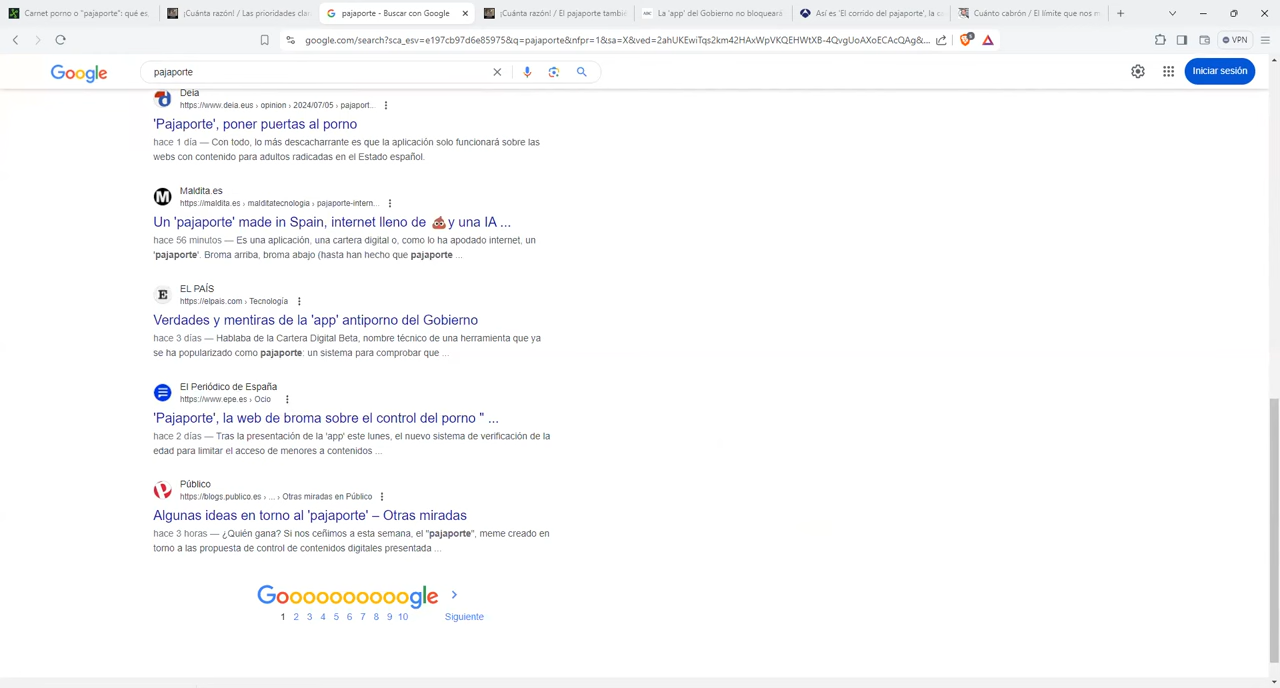 Carnet porno o "pajaporte": qué es,
¡Cuánta razón! / Las prioridades cla
pajaporte - Buscar con Google
¡Cuánta razón! / El pajaporte tambié
La 'app' del Gobierno no bloqueará
Así es 'El corrido del pajaporte', la c
Cuánto cabrón / El límite que nos m
google.com/search?sca_esv=e197cb97d6e85975&q=pajaporte&nfpr=1&sa=X&ved=2ahUKEwiTqs2km42HAxWpVKQEHWtXB-4QvgUoAXoECAcQAg&...
VPN
Google
pajaporte
Iniciar sesión
Deia
https://www.deia.eus › opinion › 2024/07/05 › pajaport...
'Pajaporte', poner puertas al porno
hace 1 día — Con todo, lo más descacharrante es que la aplicación solo funcionará sobre las
webs con contenido para adultos radicadas en el Estado español.
Maldita.es
https://maldita.es › malditatecnologia › pajaporte-intern...
Un 'pajaporte' made in Spain, internet lleno de 💩 y una IA ...
hace 56 minutos — Es una aplicación, una cartera digital o, como lo ha apodado internet, un
'pajaporte'. Broma arriba, broma abajo (hasta han hecho que pajaporte ...
EL PAÍS
https://elpais.com › Tecnología
Verdades y mentiras de la 'app' antiporno del Gobierno
hace 3 días — Hablaba de la Cartera Digital Beta, nombre técnico de una herramienta que ya
se ha popularizado como pajaporte: un sistema para comprobar que ...
El Periódico de España
https://www.epe.es › Ocio
'Pajaporte', la web de broma sobre el control del porno " ...
hace 2 días — Tras la presentación de la 'app' este lunes, el nuevo sistema de verificación de la
edad para limitar el acceso de menores a contenidos ...
Público
https://blogs.publico.es › ... › Otras miradas en Público
Algunas ideas en torno al 'pajaporte' – Otras miradas
hace 3 horas — ¿Quién gana? Si nos ceñimos a esta semana, el "pajaporte", meme creado en
torno a las propuesta de control de contenidos digitales presentada ...
Goooooooooogle >
1 2 3 4 5 6 7 8 9 10 Siguiente